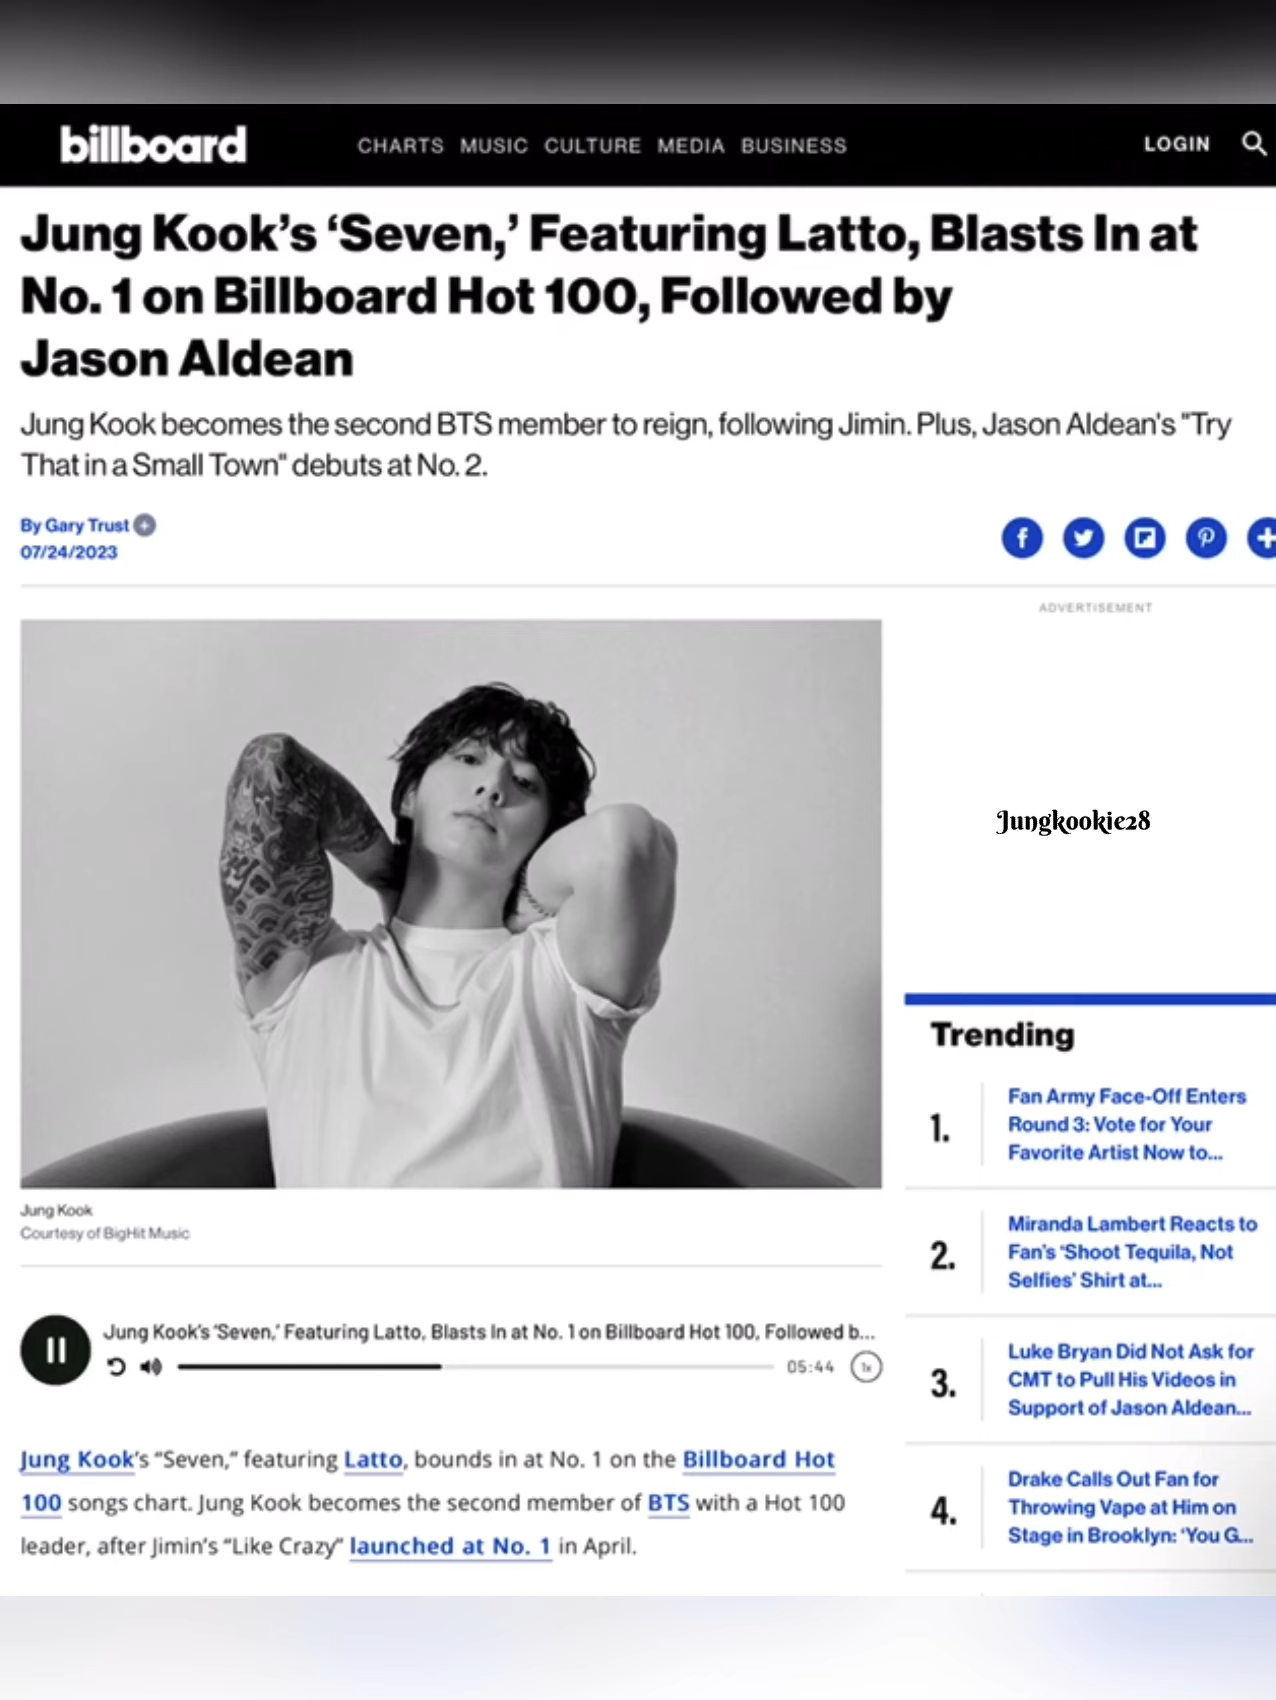 billboard
CHARTS MUSIC CULTURE MEDIA BUSINESS
LOGIN
Jung Kook’s ‘Seven,’ Featuring Latto, Blasts In at
No. 1 on Billboard Hot 100, Followed by
Jason Aldean
Jung Kook becomes the second BTS member to reign, following Jimin. Plus, Jason Aldean's "Try
That in a Small Town" debuts at No. 2.
By Gary Trust
07/24/2023
ADVERTISEMENT
Jungkookie28
Jung Kook
Courtesy of BigHit Music
Jung Kook’s ‘Seven,’ Featuring Latto, Blasts In at No. 1 on Billboard Hot 100, Followed b...
05:44
1x
Jung Kook’s “Seven,” featuring Latto, bounds in at No. 1 on the Billboard Hot
100 songs chart. Jung Kook becomes the second member of BTS with a Hot 100
leader, after Jimin’s “Like Crazy” launched at No. 1 in April.
Trending
1.
Fan Army Face-Off Enters
Round 3: Vote for Your
Favorite Artist Now to...
2.
Miranda Lambert Reacts to
Fan’s ‘Shoot Tequila, Not
Selfies’ Shirt at...
3.
Luke Bryan Did Not Ask for
CMT to Pull His Videos in
Support of Jason Aldean...
4.
Drake Calls Out Fan for
Throwing Vape at Him on
Stage in Brooklyn: ‘You G...